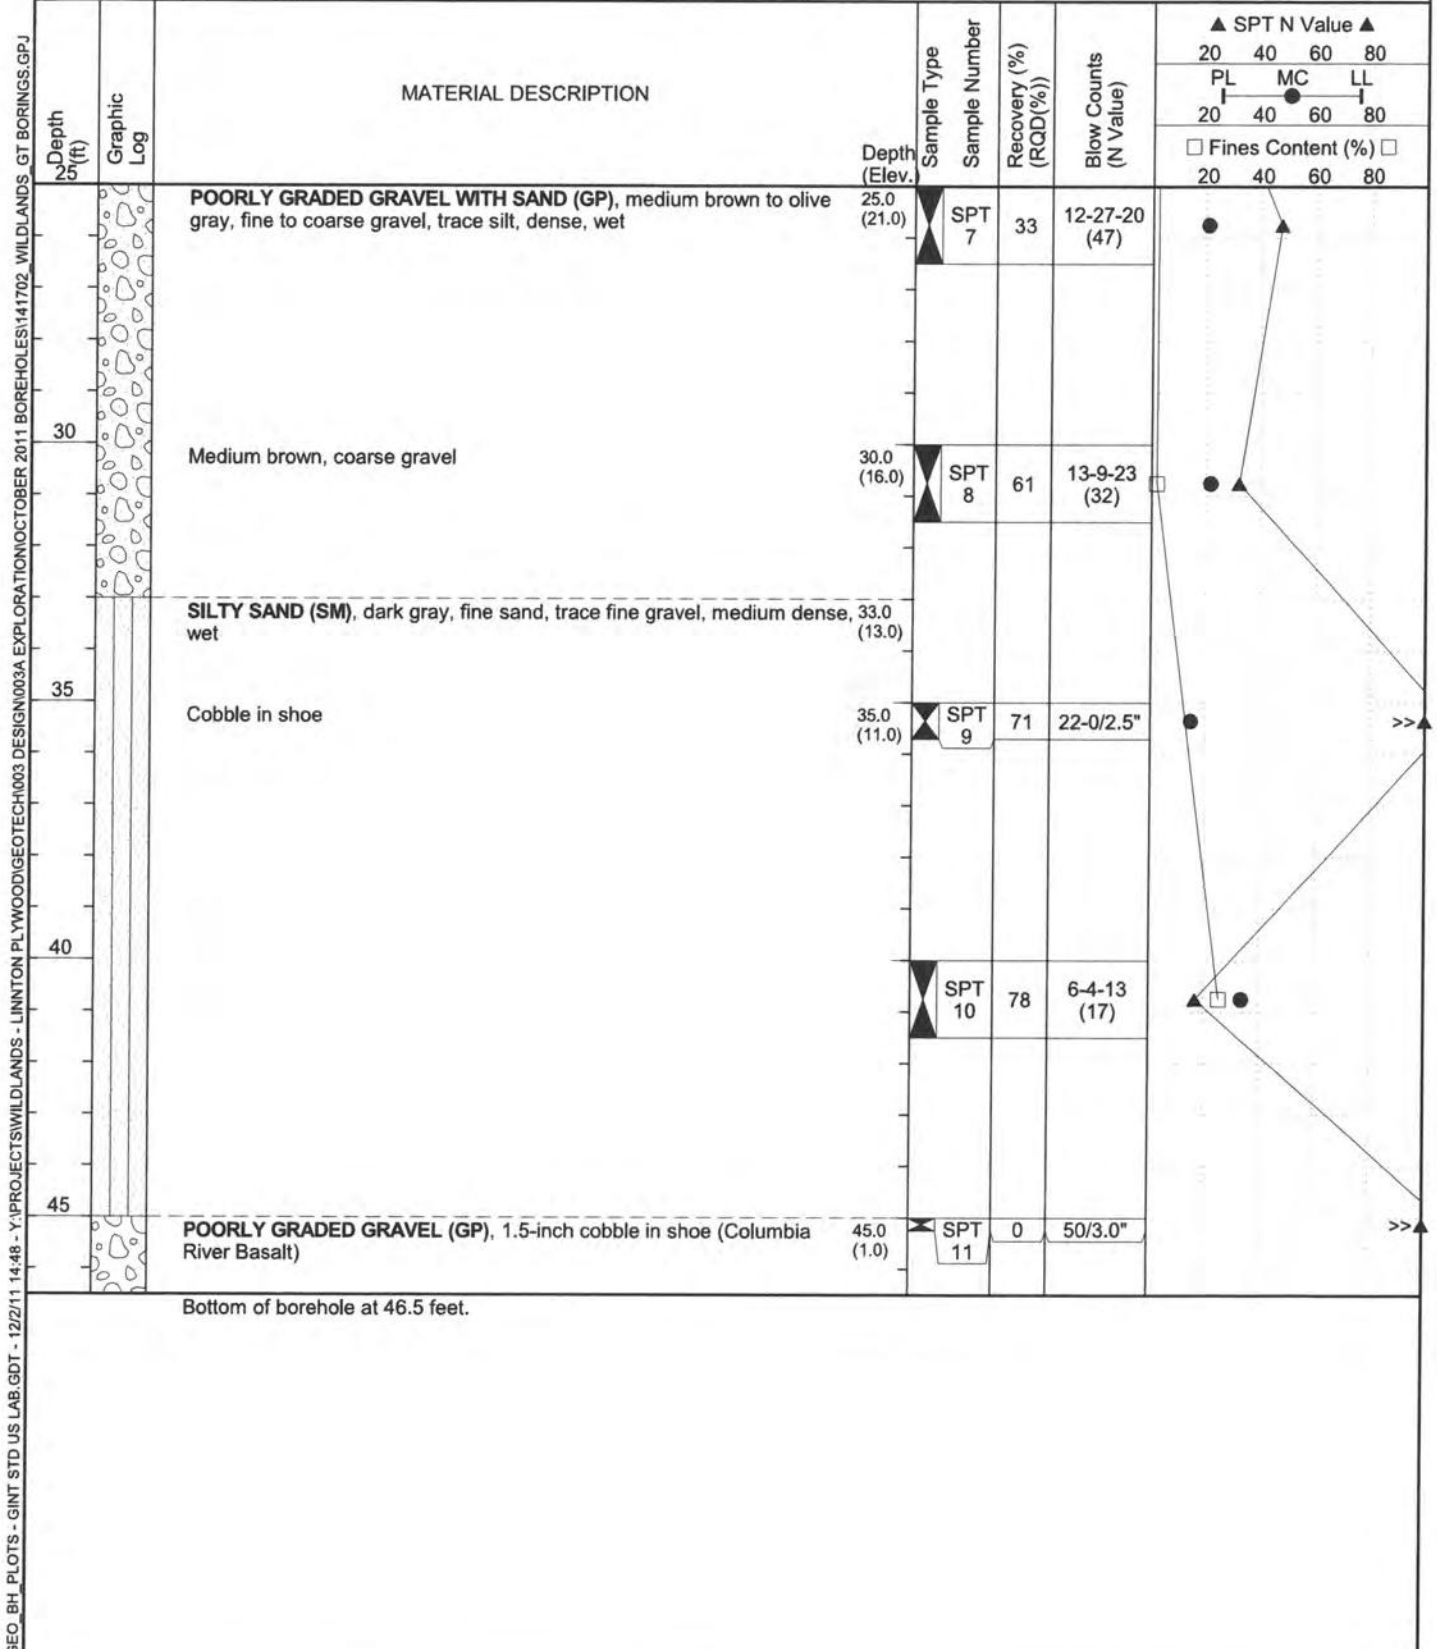 GEO_BH_PLOTS - GINT STD US LAB.GDT - 12/2/11 14:48 - Y:\PROJECTS\WILDLANDS - LINNTON PLYWOOD\GEOTECH\003 DESIGN\003A EXPLORATION\OCTOBER 2011 BOREHOLES\141702_WILDLANDS_GT BORINGS.GPJ
Depth
(ft)
25
Graphic
Log
MATERIAL DESCRIPTION
Depth
(Elev.)
Sample Type
Sample Number
Recovery (%)
(RQD(%))
Blow Counts
(N Value)
▲ SPT N Value ▲
20 40 60 80
PL MC LL
20 40 60 80
□ Fines Content (%) □
20 40 60 80
POORLY GRADED GRAVEL WITH SAND (GP), medium brown to olive
gray, fine to coarse gravel, trace silt, dense, wet
25.0
(21.0)
SPT
7
33
12-27-20
(47)
30
Medium brown, coarse gravel
30.0
(16.0)
SPT
8
61
13-9-23
(32)
SILTY SAND (SM), dark gray, fine sand, trace fine gravel, medium dense,
wet
33.0
(13.0)
35
Cobble in shoe
35.0
(11.0)
SPT
9
71
22-0/2.5"
>>
40
SPT
10
78
6-4-13
(17)
45
POORLY GRADED GRAVEL (GP), 1.5-inch cobble in shoe (Columbia
River Basalt)
45.0
(1.0)
SPT
11
0
50/3.0"
>>
Bottom of borehole at 46.5 feet.